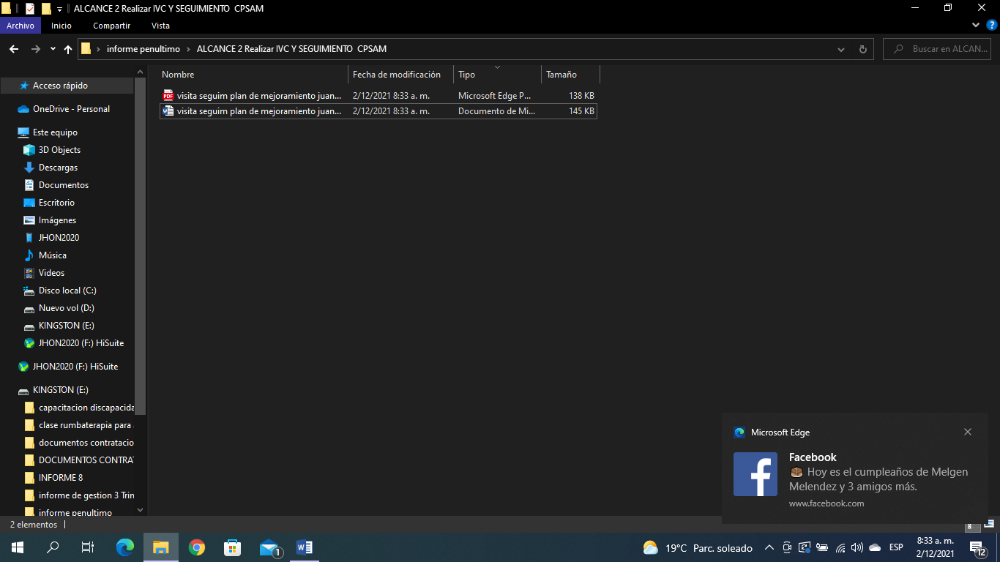 ALCANCE 2 Realizar IVC Y SEGUIMIENTO CPSAM
Archivo Inicio Compartir Vista
informe penultimo > ALCANCE 2 Realizar IVC Y SEGUIMIENTO CPSAM
Buscar en ALCAN...
Nombre Fecha de modificación Tipo Tamaño
visita seguim plan de mejoramiento juan... 2/12/2021 8:33 a. m. Microsoft Edge P... 138 KB
visita seguim plan de mejoramiento juan... 2/12/2021 8:33 a. m. Documento de Mi... 145 KB
Acceso rápido
OneDrive - Personal
Este equipo
3D Objects
Descargas
Documentos
Escritorio
Imágenes
JHON2020
Música
Videos
Disco local (C:)
Nuevo vol (D:)
KINGSTON (E:)
JHON2020 (F:) HiSuite
JHON2020 (F:) HiSuite
KINGSTON (E:)
capacitacion discapacida
clase rumbaterapia para
documentos contratacio
DOCUMENTOS CONTRAT
INFORME 8
informe de gestion 3 Trin
informe penultimo
2 elementos
Microsoft Edge
Facebook
Hoy es el cumpleaños de Melgen
Melendez y 3 amigos más.
www.facebook.com
1
19°C Parc. soleado
ESP
8:33 a. m.
2/12/2021
12